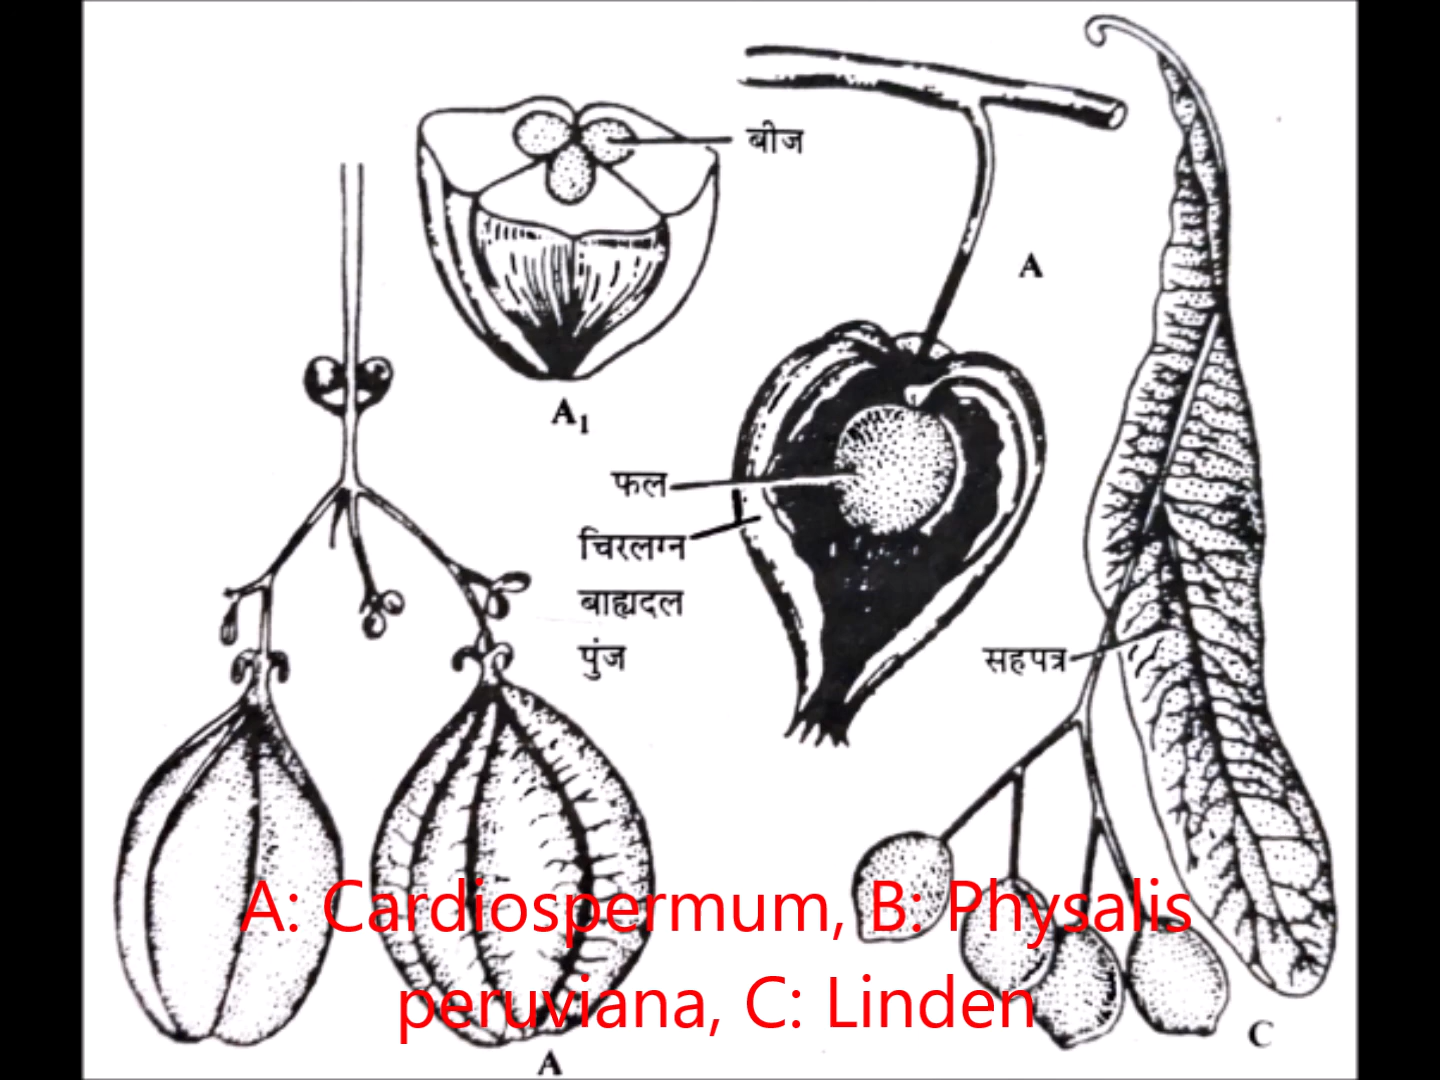 बीज
A
A1
फल
चिरलग्न
बाह्यदल
पुंज
सहपत्र
A: Cardiospermum, B: Physalis
peruviana, C: Linden
C
A